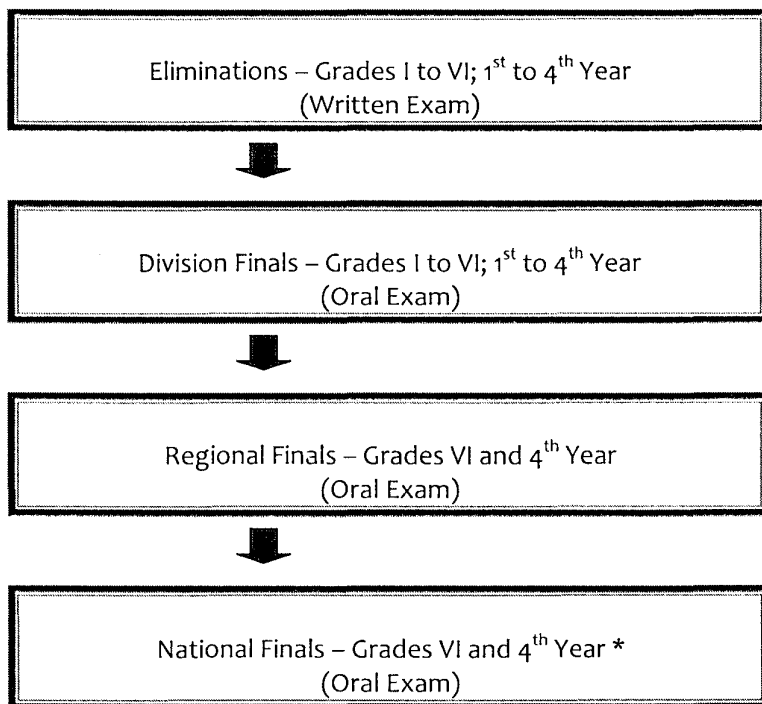 Eliminations – Grades I to VI; 1st to 4th Year
(Written Exam)
Division Finals – Grades I to VI; 1st to 4th Year
(Oral Exam)
Regional Finals – Grades VI and 4th Year
(Oral Exam)
National Finals – Grades VI and 4th Year *
(Oral Exam)